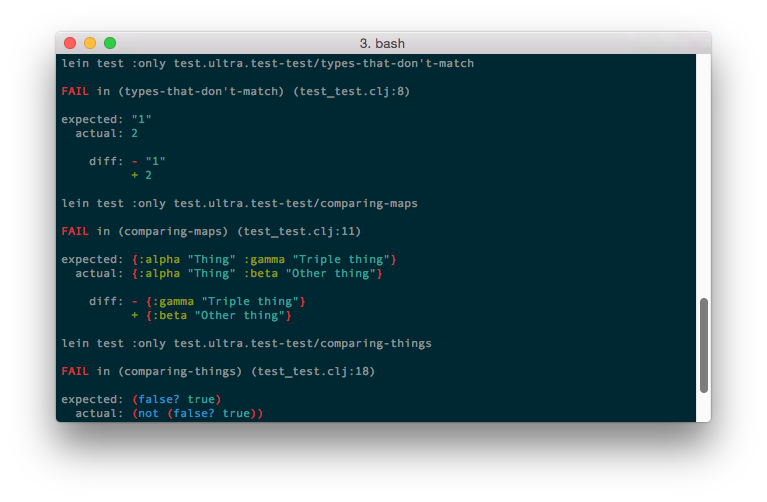 3. bash
lein test :only test.ultra.test-test/types-that-don't-match
FAIL in (types-that-don't-match) (test_test.clj:8)
expected: "1"
  actual: 2
    diff: - "1"
          + 2
lein test :only test.ultra.test-test/comparing-maps
FAIL in (comparing-maps) (test_test.clj:11)
expected: {:alpha "Thing" :gamma "Triple thing"}
  actual: {:alpha "Thing" :beta "Other thing"}
    diff: - {:gamma "Triple thing"}
          + {:beta "Other thing"}
lein test :only test.ultra.test-test/comparing-things
FAIL in (comparing-things) (test_test.clj:18)
expected: (false? true)
  actual: (not (false? true))